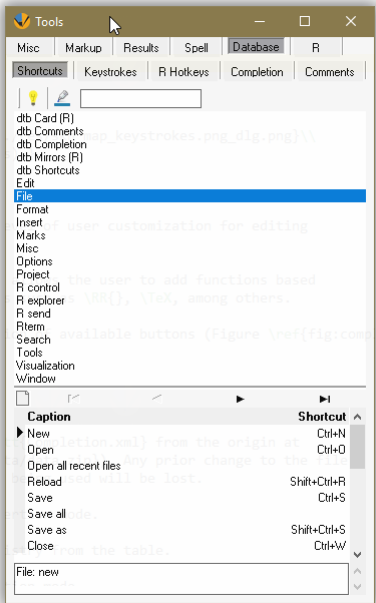 Tools
Misc Markup Results Spell Database R
Shortcuts Keystrokes R Hotkeys Completion Comments
dtb Card (R)
dtb Comments
dtb Completion
dtb Mirrors (R)
dtb Shortcuts
Edit
File
Format
Insert
Marks
Misc
Options
Project
R control
R explorer
R send
Rterm
Search
Tools
Visualization
Window
Caption Shortcut
New Ctrl+N
Open Ctrl+O
Open all recent files
Reload Shift+Ctrl+R
Save Ctrl+S
Save all
Save as Shift+Ctrl+S
Close Ctrl+W
File: new